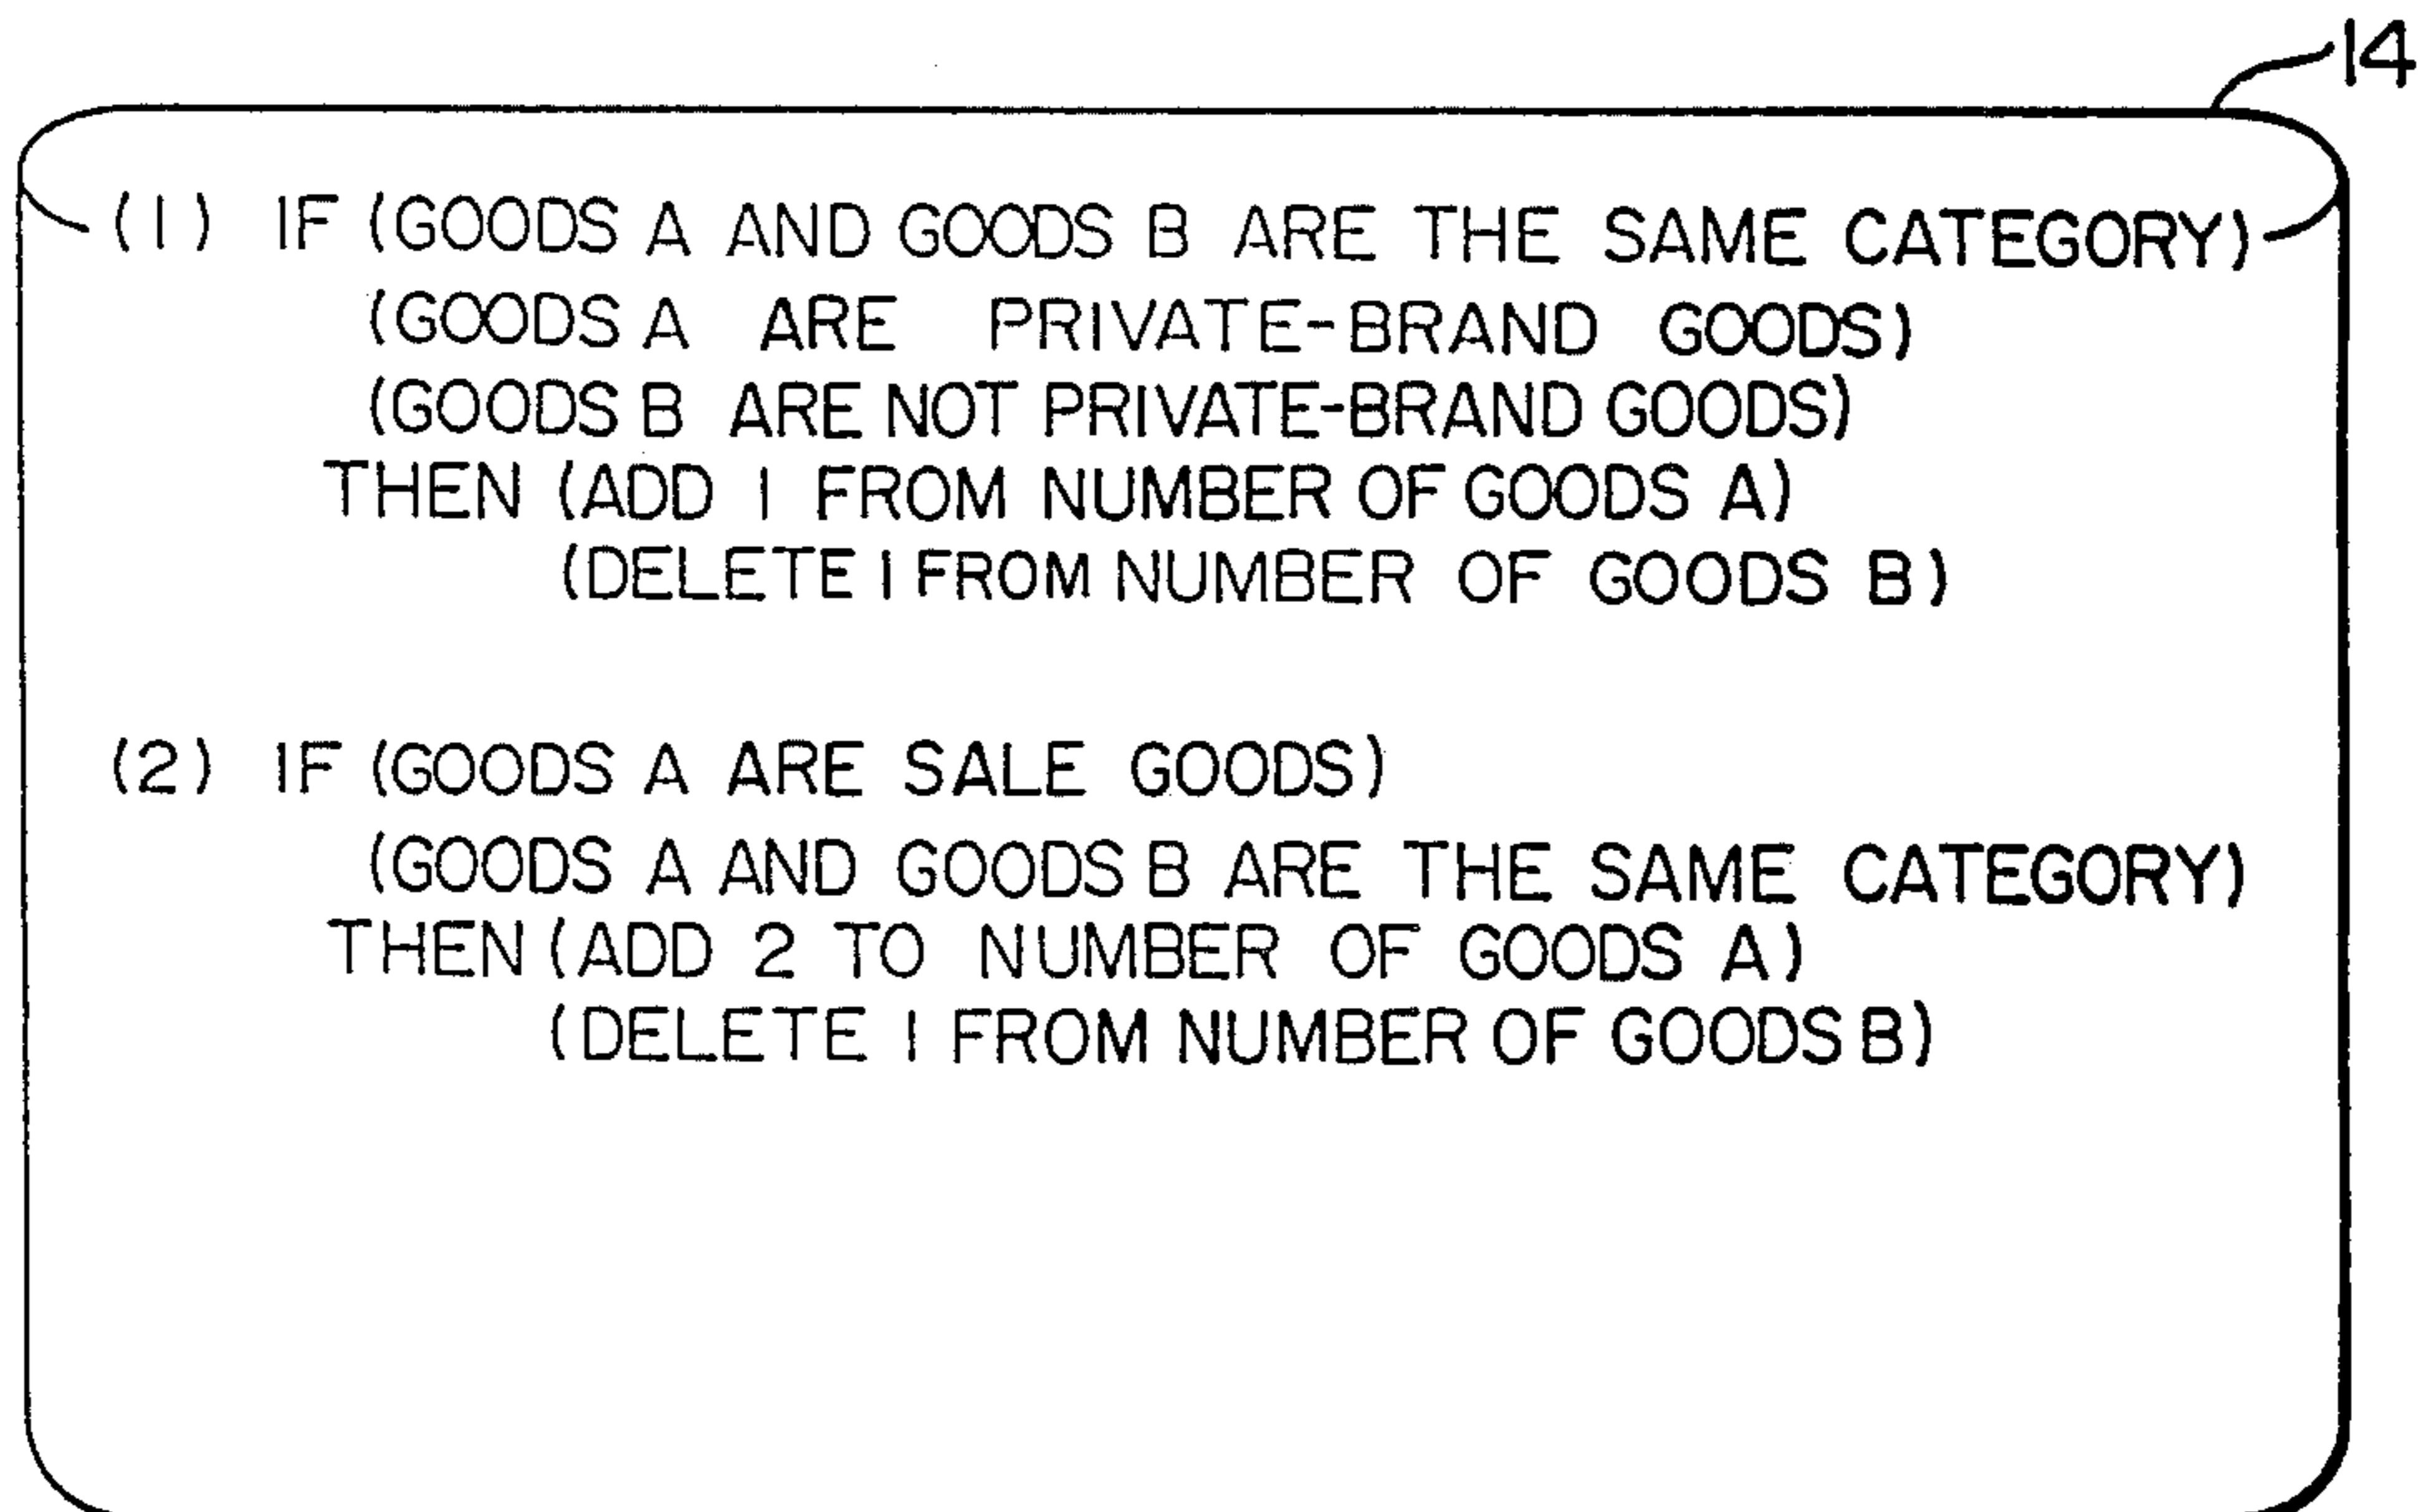 14
(1) IF (GOODS A AND GOODS B ARE THE SAME CATEGORY)
(GOODS A ARE PRIVATE-BRAND GOODS)
(GOODS B ARE NOT PRIVATE-BRAND GOODS)
THEN (ADD 1 FROM NUMBER OF GOODS A)
(DELETE 1 FROM NUMBER OF GOODS B)
(2) IF (GOODS A ARE SALE GOODS)
(GOODS A AND GOODS B ARE THE SAME CATEGORY)
THEN (ADD 2 TO NUMBER OF GOODS A)
(DELETE 1 FROM NUMBER OF GOODS B)